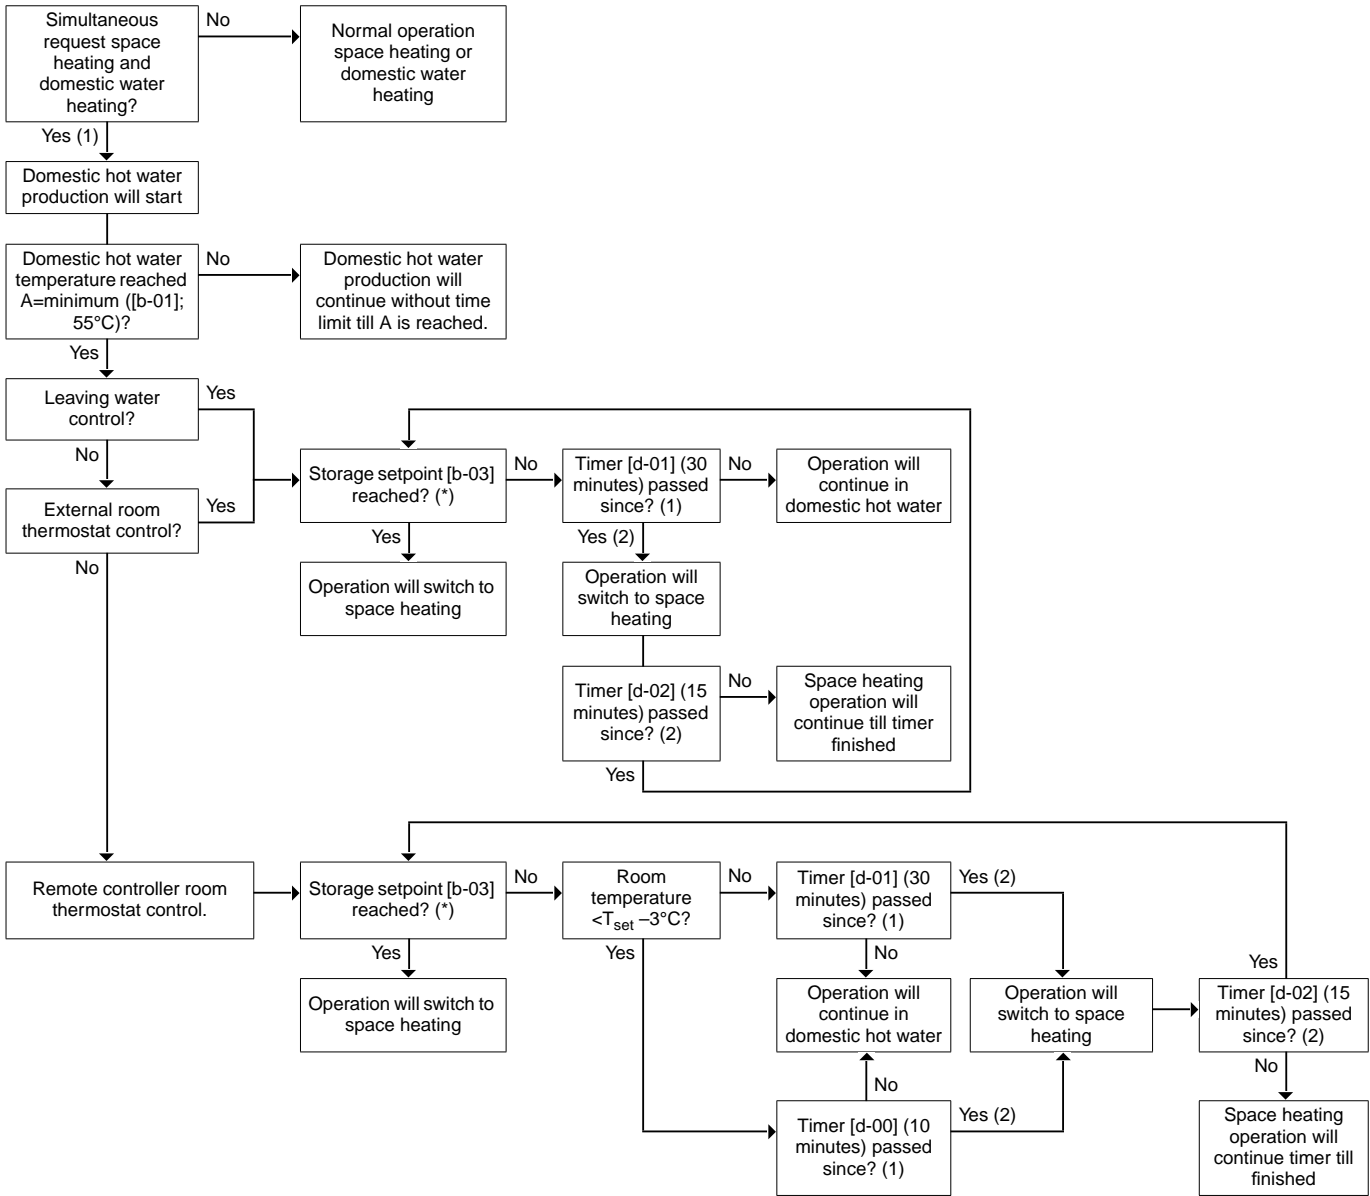 Simultaneous
request space
heating and
domestic water
heating?
No
Normal operation
space heating or
domestic water
heating
Yes (1)
Domestic hot water
production will start
Domestic hot water
temperature reached
A=minimum ([b-01];
55°C)?
No
Domestic hot water
production will
continue without time
limit till A is reached.
Yes
Leaving water
control?
Yes
No
External room
thermostat control?
Yes
No
Storage setpoint [b-03]
reached? (*)
No
Yes
Operation will switch to
space heating
Timer [d-01] (30
minutes) passed
since? (1)
No
Operation will
continue in
domestic hot water
Yes (2)
Operation will
switch to space
heating
Timer [d-02] (15
minutes) passed
since? (2)
No
Space heating
operation will
continue till timer
finished
Yes
Remote controller room
thermostat control.
Storage setpoint [b-03]
reached? (*)
No
Yes
Operation will switch to
space heating
Room
temperature
<Tset –3°C?
No
Yes
Timer [d-01] (30
minutes) passed
since? (1)
Yes (2)
No
Operation will
continue in
domestic hot water
No
Timer [d-00] (10
minutes) passed
since? (1)
Yes (2)
Operation will
switch to space
heating
Yes
Timer [d-02] (15
minutes) passed
since? (2)
No
Space heating
operation will
continue timer till
finished